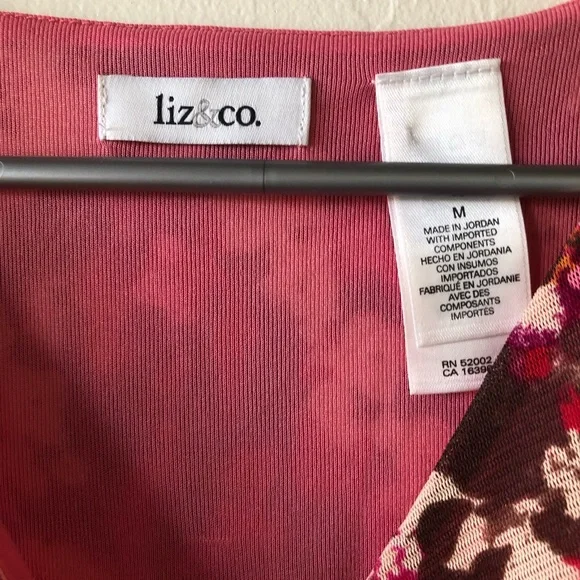 liz&co.
M
MADE IN JORDAN
WITH IMPORTED
COMPONENTS
HECHO EN JORDANIA
CON INSUMOS
IMPORTADOS
FABRIQUÉ EN JORDANIE
AVEC DES
COMPOSANTS
IMPORTÉS
RN 52002
CA